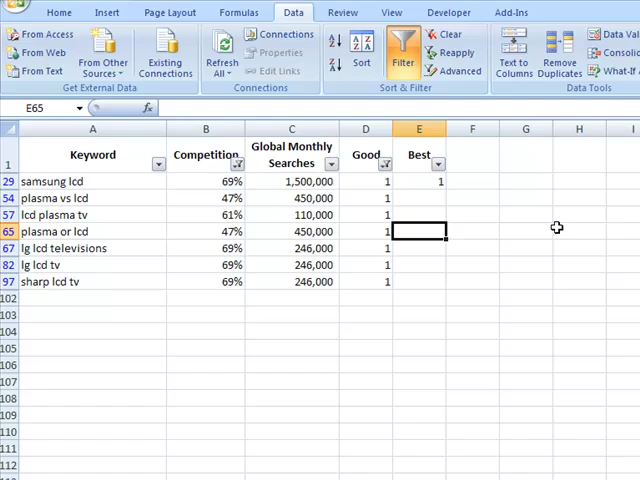 Home Insert Page Layout Formulas Data Review View Developer Add-Ins
From Access
From Web
From Text
From Other
Sources
Existing
Connections
Get External Data
Refresh
All
Connections
Properties
Edit Links
Connections
Sort
Filter
Clear
Reapply
Advanced
Sort & Filter
Text to
Columns
Remove
Duplicates
Data Val
Consolid
What-If A
Data Tools
E65 fx
A B C D E F G H I
1 Keyword Competition Global Monthly Searches Good Best
29 samsung lcd 69% 1,500,000 1 1
54 plasma vs lcd 47% 450,000 1
57 lcd plasma tv 61% 110,000 1
65 plasma or lcd 47% 450,000 1
67 lg lcd televisions 69% 246,000 1
82 lg lcd tv 69% 246,000 1
97 sharp lcd tv 69% 246,000 1
102
103
104
105
106
107
108
109
110
111
112